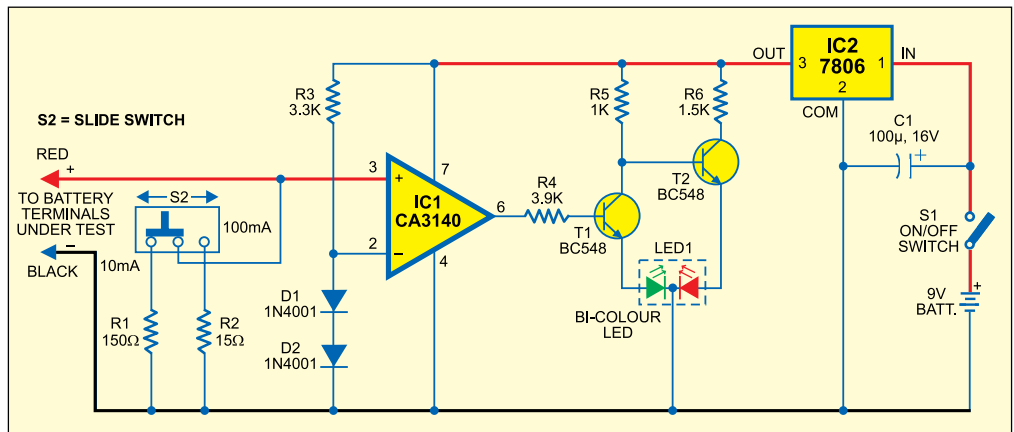 IC2
7806
OUT
3
1
IN
2
COM
C1
100µ, 16V
+
R3
3.3K
R5
1K
R6
1.5K
S2 = SLIDE SWITCH
RED
+
TO BATTERY
TERMINALS
UNDER TEST
−
BLACK
S2
100mA
10mA
R1
150Ω
R2
15Ω
3
+
7
IC1
CA3140
6
2
−
4
R4
3.9K
T1
BC548
T2
BC548
D1
1N4001
D2
1N4001
LED1
BI-COLOUR
LED
S1
ON/OFF
SWITCH
+
9V
BATT.